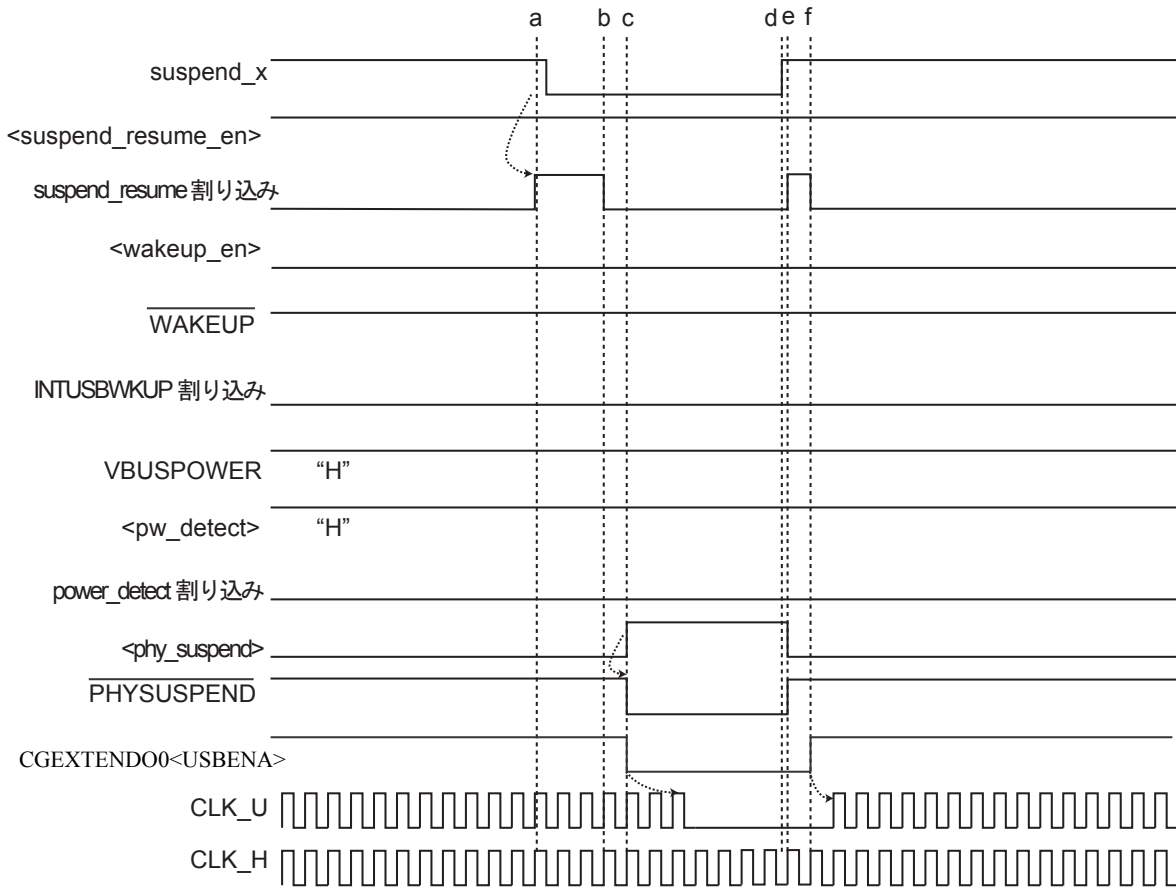 a b c d e f
suspend_x
<suspend_resume_en>
suspend_resume 割り込み
<wakeup_en>
WAKEUP
INTUSBWKUP 割り込み
VBUSPOWER “H”
<pw_detect> “H”
power_detect 割り込み
<phy_suspend>
PHYSUSPEND
CGEXTENDO0<USBENA>
CLK_U
CLK_H